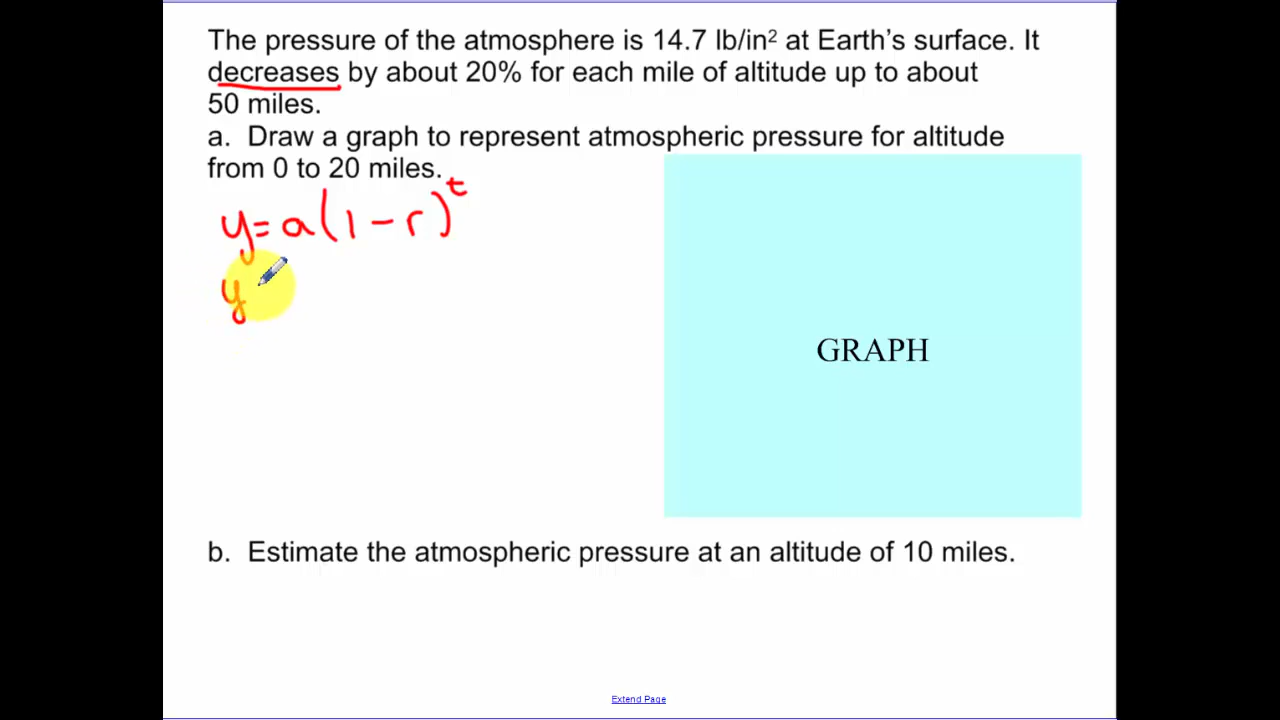 The pressure of the atmosphere is 14.7 lb/in² at Earth's surface. It
decreases by about 20% for each mile of altitude up to about
50 miles.
a. Draw a graph to represent atmospheric pressure for altitude
from 0 to 20 miles.
y=a(1-r)^t
y
GRAPH
b. Estimate the atmospheric pressure at an altitude of 10 miles.
Extend Page